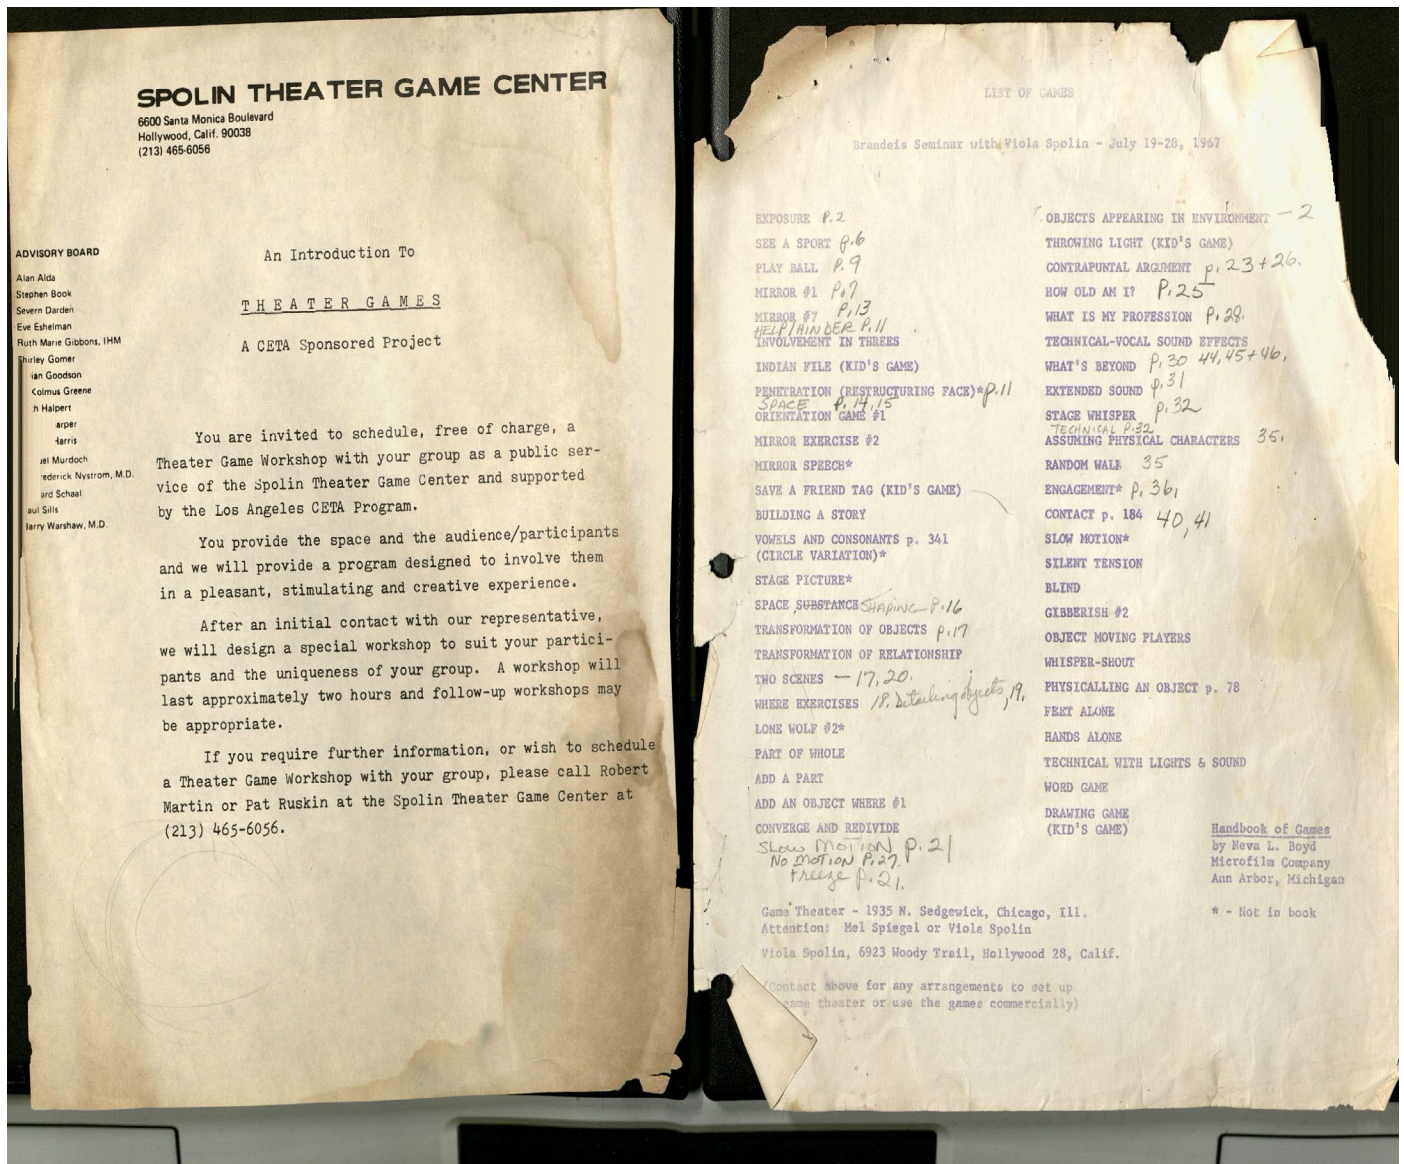 SPOLIN THEATER GAME CENTER
6600 Santa Monica Boulevard
Hollywood, Calif. 90038
(213) 465-6056
ADVISORY BOARD
Alan Alda
Stephen Book
Severn Darden
Eve Eshelman
Ruth Marie Gibbons, IHM
Shirley Gomer
ian Goodson
Colmus Greene
h Halpert
arper
Harris
el Murdoch
rederick Nystrom, M.D.
ard Schaal
aul Sills
Harry Warshaw, M.D.
An Introduction To
THEATER GAMES
A CETA Sponsored Project
You are invited to schedule, free of charge, a
Theater Game Workshop with your group as a public ser-
vice of the Spolin Theater Game Center and supported
by the Los Angeles CETA Program.
You provide the space and the audience/participants
and we will provide a program designed to involve them
in a pleasant, stimulating and creative experience.
After an initial contact with our representative,
we will design a special workshop to suit your partici-
pants and the uniqueness of your group. A workshop will
last approximately two hours and follow-up workshops may
be appropriate.
If you require further information, or wish to schedule
a Theater Game Workshop with your group, please call Robert
Martin or Pat Ruskin at the Spolin Theater Game Center at
(213) 465-6056.
LIST OF GAMES
Brandeis Seminar with Viola Spolin - July 19-28, 1967
EXPOSURE P.2
SEE A SPORT p.6
PLAY BALL P.9
MIRROR #1 P.7
MIRROR #7 P.13
HELP/HINDER P.11
INVOLVEMENT IN THREES
INDIAN FILE (KID'S GAME)
PENETRATION (RESTRUCTURING FACE)* p.11
SPACE P.14,15
ORIENTATION GAME #1
MIRROR EXERCISE #2
MIRROR SPEECH*
SAVE A FRIEND TAG (KID'S GAME)
BUILDING A STORY
VOWELS AND CONSONANTS p. 341
(CIRCLE VARIATION)*
STAGE PICTURE*
SPACE SUBSTANCE SHAPING P.16
TRANSFORMATION OF OBJECTS p.17
TRANSFORMATION OF RELATIONSHIP
TWO SCENES - 17,20.
WHERE EXERCISES 18. Detailing objects, 19.
LONE WOLF #2*
PART OF WHOLE
ADD A PART
ADD AN OBJECT WHERE #1
CONVERGE AND REDIVIDE
SLOW MOTION p.21
NO MOTION P.27.
freeze p.21.
OBJECTS APPEARING IN ENVIRONMENT - 2
THROWING LIGHT (KID'S GAME)
CONTRAPUNTAL ARGUMENT p.23+26.
HOW OLD AM I? P.25
WHAT IS MY PROFESSION P.28.
TECHNICAL-VOCAL SOUND EFFECTS
WHAT'S BEYOND p.30 44,45+46.
EXTENDED SOUND p.31
STAGE WHISPER p.32
TECHNICAL P.32
ASSUMING PHYSICAL CHARACTERS 35.
RANDOM WALK 35
ENGAGEMENT* p.36,
CONTACT p. 184 40,41
SLOW MOTION*
SILENT TENSION
BLIND
GIBBERISH #2
OBJECT MOVING PLAYERS
WHISPER-SHOUT
PHYSICALLING AN OBJECT p. 78
FEET ALONE
HANDS ALONE
TECHNICAL WITH LIGHTS & SOUND
WORD GAME
DRAWING GAME
(KID'S GAME)
Handbook of Games
by Neva L. Boyd
Microfilm Company
Ann Arbor, Michigan
* - Not in book
Game Theater - 1935 N. Sedgewick, Chicago, Ill.
Attention: Mel Spiegel or Viola Spolin
Viola Spolin, 6923 Woody Trail, Hollywood 28, Calif.
(Contact above for any arrangements to set up
game theater or use the games commercially)